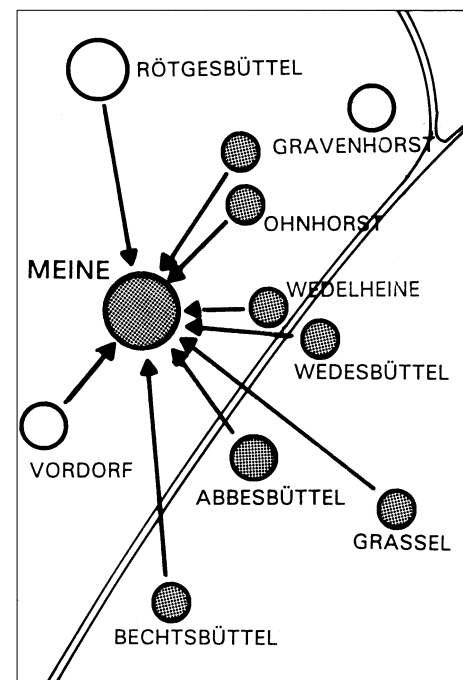 RÖTGESBÜTTEL
GRAVENHORST
OHNHORST
MEINE
WEDELHEINE
WEDESBÜTTEL
VORDORF
ABBESBÜTTEL
GRASSEL
BECHTSBÜTTEL